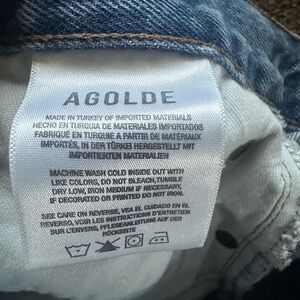 AGOLDE
MADE IN TURKEY OF IMPORTED MATERIALS
HECHO EN TURQUIA DE MATERIALES IMPORTADOS
FABRIQUÉ EN TURQUIE A PARTIR DE MATÉRIAUX
IMPORTÉS, IN DER TÜRKEI HERGESTELLT MIT
IMPORTIERTEN MATERIALIEN
MACHINE WASH COLD INSIDE OUT WITH
LIKE COLORS, DO NOT BLEACH, TUMBLE
DRY LOW, IRON MEDIUM IF NECESSARY,
IF DECORATED OR PRINTED DO NOT IRON.
SEE CARE ON REVERSE, VEA EL CUIDADO EN EL
REVERSO, VOIR LES INSTRUCTIONS D'ENTRETIEN
SUR L'ENVERS, PFLEGEANLEITUNG AUF DER
RÜCKSEITE